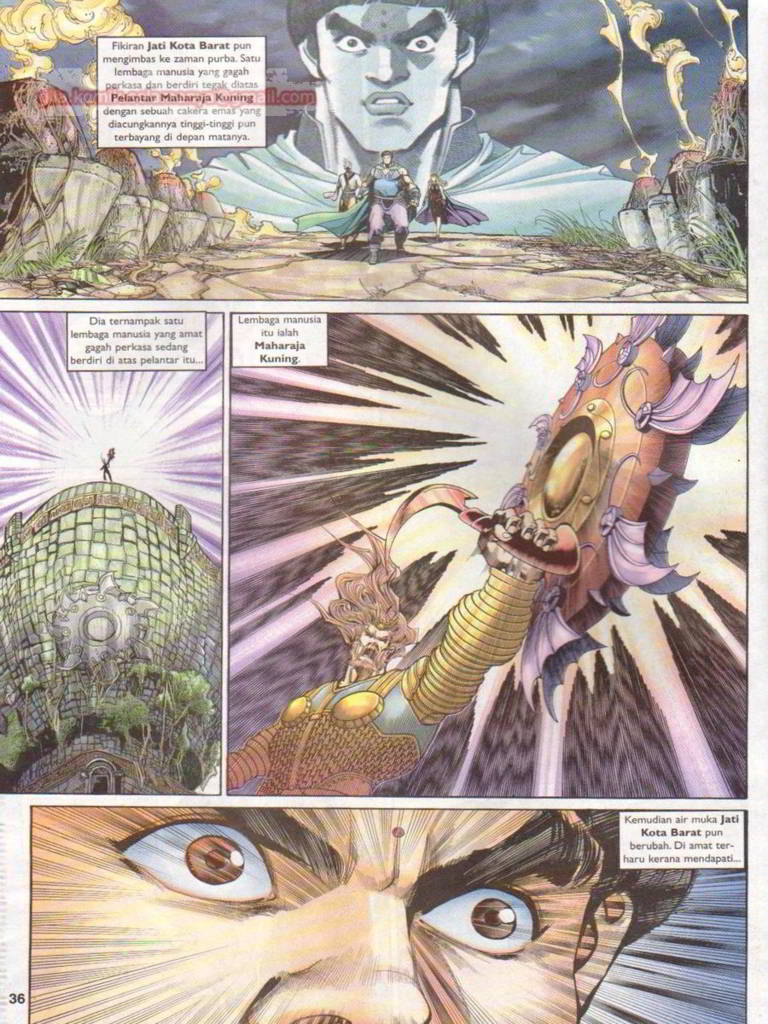 Fikiran Jati Kota Barat pun
mengimbas ke zaman purba. Satu
lembaga manusia yang gagah
perkasa dan berdiri tegak diatas
Pelantar Maharaja Kuning
dengan sebuah cakera emas yang
diacungkannya tinggi-tinggi pun
terbayang di depan matanya.
Dia ternampak satu
lembaga manusia yang amat
gagah perkasa sedang
berdiri di atas pelantar itu...
Lembaga manusia
itu ialah
Maharaja
Kuning.
Kemudian air muka Jati
Kota Barat pun
berubah. Di amat ter-
haru kerana mendapati...
36